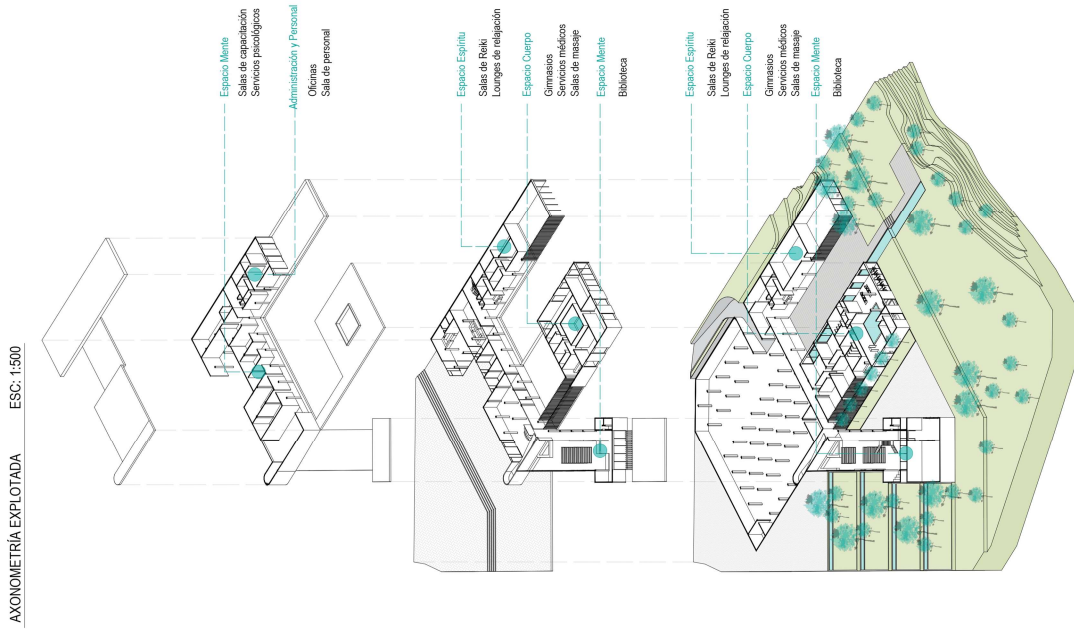 AXONOMETRÍA EXPLOTADA ESC: 1:500
Espacio Mente
Salas de capacitación
Servicios psicológicos
Administración y Personal
Oficinas
Sala de personal
Espacio Espíritu
Salas de Reiki
Lounges de relajación
Espacio Cuerpo
Gimnasios
Servicios médicos
Salas de masaje
Espacio Mente
Biblioteca
Espacio Espíritu
Salas de Reiki
Lounges de relajación
Espacio Cuerpo
Gimnasios
Servicios médicos
Salas de masaje
Espacio Mente
Biblioteca